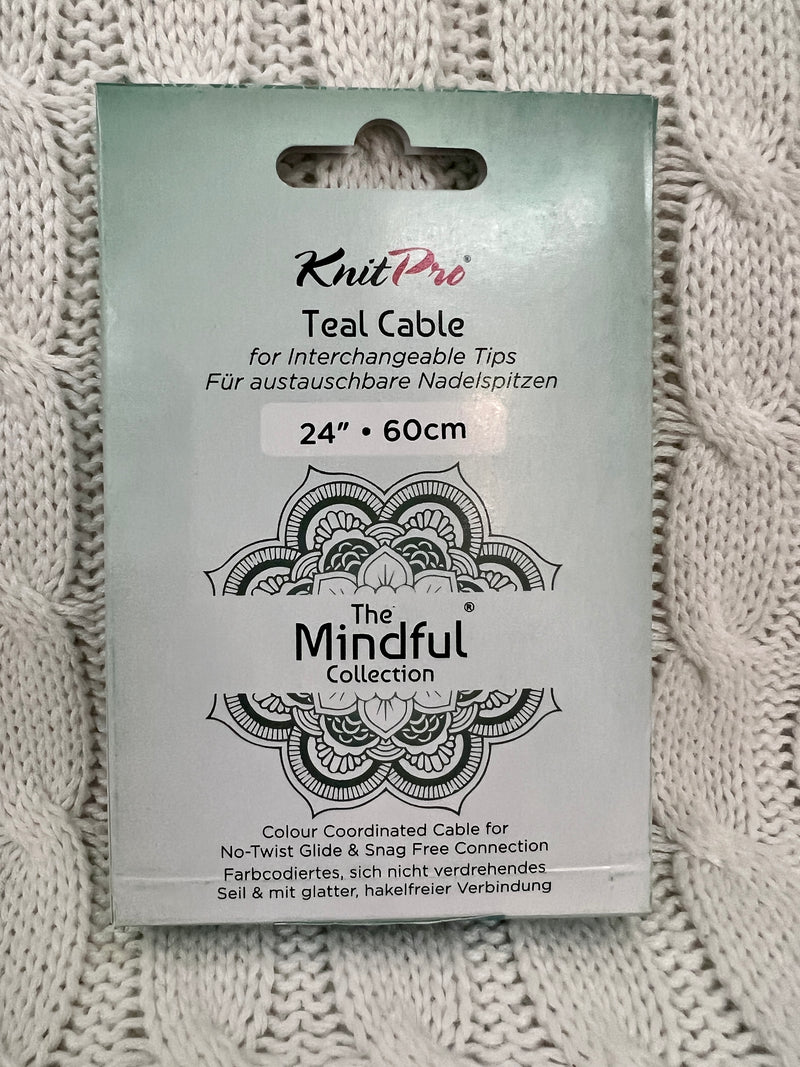 KnitPro®
Teal Cable
for Interchangeable Tips
Für austauschbare Nadelspitzen
24” • 60cm
The
Mindful®
Collection
Colour Coordinated Cable for
No-Twist Glide & Snag Free Connection
Farbcodiertes, sich nicht verdrehendes
Seil & mit glatter, hakelfreier Verbindung